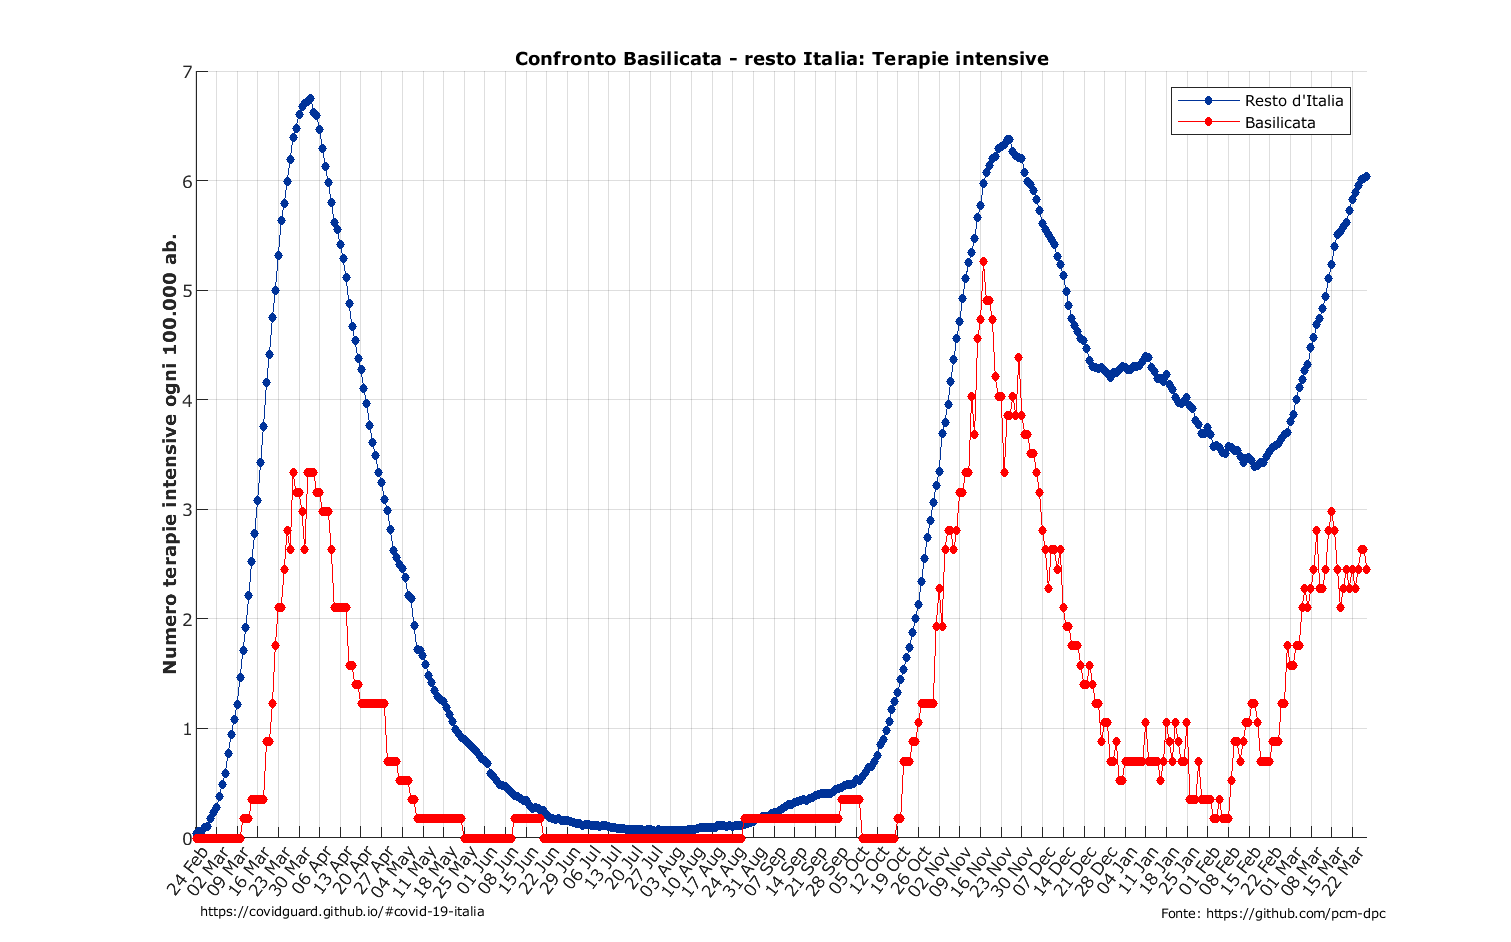 Confronto Basilicata - resto Italia: Terapie intensive
Resto d'Italia
Basilicata
Numero terapie intensive ogni 100.000 ab.
7
6
5
4
3
2
1
0
24 Feb
02 Mar
09 Mar
16 Mar
23 Mar
30 Mar
06 Apr
13 Apr
20 Apr
27 Apr
04 May
11 May
18 May
25 May
01 Jun
08 Jun
15 Jun
22 Jun
29 Jun
06 Jul
13 Jul
20 Jul
27 Jul
03 Aug
10 Aug
17 Aug
24 Aug
31 Aug
07 Sep
14 Sep
21 Sep
28 Sep
05 Oct
12 Oct
19 Oct
26 Oct
02 Nov
09 Nov
16 Nov
23 Nov
30 Nov
07 Dec
14 Dec
21 Dec
28 Dec
04 Jan
11 Jan
18 Jan
25 Jan
01 Feb
08 Feb
15 Feb
22 Feb
01 Mar
08 Mar
15 Mar
22 Mar
https://covidguard.github.io/#covid-19-italia
Fonte: https://github.com/pcm-dpc